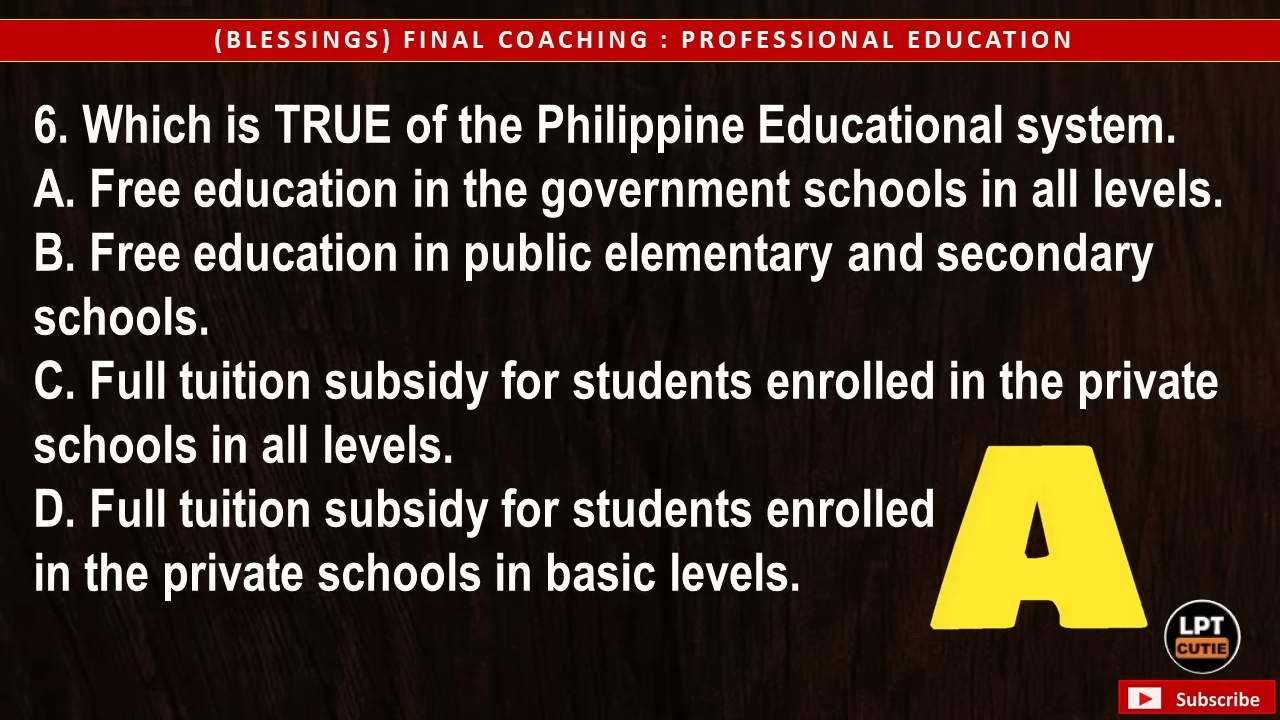 (BLESSINGS) FINAL COACHING : PROFESSIONAL EDUCATION
6. Which is TRUE of the Philippine Educational system.
A. Free education in the government schools in all levels.
B. Free education in public elementary and secondary
schools.
C. Full tuition subsidy for students enrolled in the private
schools in all levels.
D. Full tuition subsidy for students enrolled
in the private schools in basic levels.
A
LPT
CUTIE
Subscribe